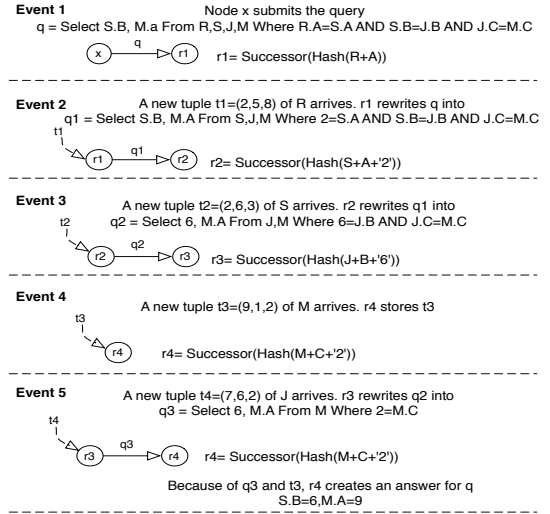 Event 1
Node x submits the query
q = Select S.B, M.a From R,S,J,M Where R.A=S.A AND S.B=J.B AND J.C=M.C
q
x
r1
r1= Successor(Hash(R+A))
Event 2
A new tuple t1=(2,5,8) of R arrives. r1 rewrites q into
q1 = Select S.B, M.A From S,J,M Where 2=S.A AND S.B=J.B AND J.C=M.C
t1
q1
r1
r2
r2= Successor(Hash(S+A+'2'))
Event 3
A new tuple t2=(2,6,3) of S arrives. r2 rewrites q1 into
q2 = Select 6, M.A From J,M Where 6=J.B AND J.C=M.C
t2
q2
r2
r3
r3= Successor(Hash(J+B+'6'))
Event 4
A new tuple t3=(9,1,2) of M arrives. r4 stores t3
t3
r4
r4= Successor(Hash(M+C+'2'))
Event 5
A new tuple t4=(7,6,2) of J arrives. r3 rewrites q2 into
q3 = Select 6, M.A From M Where 2=M.C
t4
q3
r3
r4
r4= Successor(Hash(M+C+'2'))
Because of q3 and t3, r4 creates an answer for q
S.B=6,M.A=9